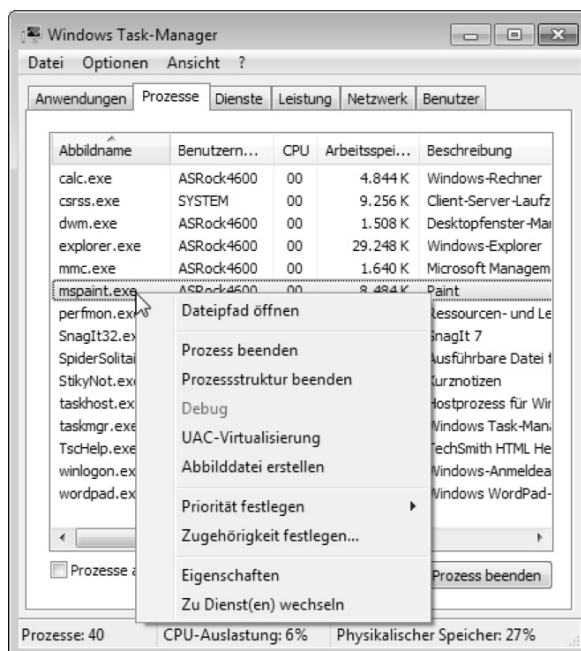 Windows Task-Manager
Datei Optionen Ansicht ?
Anwendungen Prozesse Dienste Leistung Netzwerk Benutzer
Abbildname Benutzern... CPU Arbeitsspei... Beschreibung
calc.exe ASRock4600 00 4.844 K Windows-Rechner
csrss.exe SYSTEM 00 9.256 K Client-Server-Laufz
dwm.exe ASRock4600 00 1.508 K Desktopfenster-Mar
explorer.exe ASRock4600 00 29.248 K Windows-Explorer
mmc.exe ASRock4600 00 1.640 K Microsoft Managem
mspaint.exe ASRock4600 00 8.484 K Paint
perfmon.ex Ressourcen- und Le
SnagIt32.ex SnagIt 7
SpiderSolitai Ausführbare Datei f
StikyNot.ex Kurznotizen
taskhost.ex Hostprozess für Wir
taskmgr.exe Windows Task-Man
TscHelp.exe TechSmith HTML He
winlogon.ex Windows-Anmeldea
wordpad.ex Windows WordPad-
Dateipfad öffnen
Prozess beenden
Prozessstruktur beenden
Debug
UAC-Virtualisierung
Abbilddatei erstellen
Priorität festlegen
Zugehörigkeit festlegen...
Eigenschaften
Zu Dienst(en) wechseln
Prozesse a Prozess beenden
Prozesse: 40 CPU-Auslastung: 6% Physikalischer Speicher: 27%